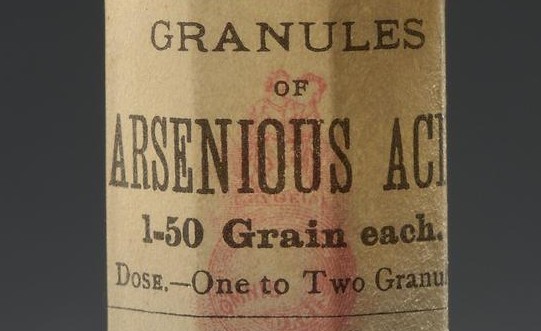 GRANULES
OF
ARSENIOUS ACI
1-50 Grain each.
DOSE.—One to Two Granu